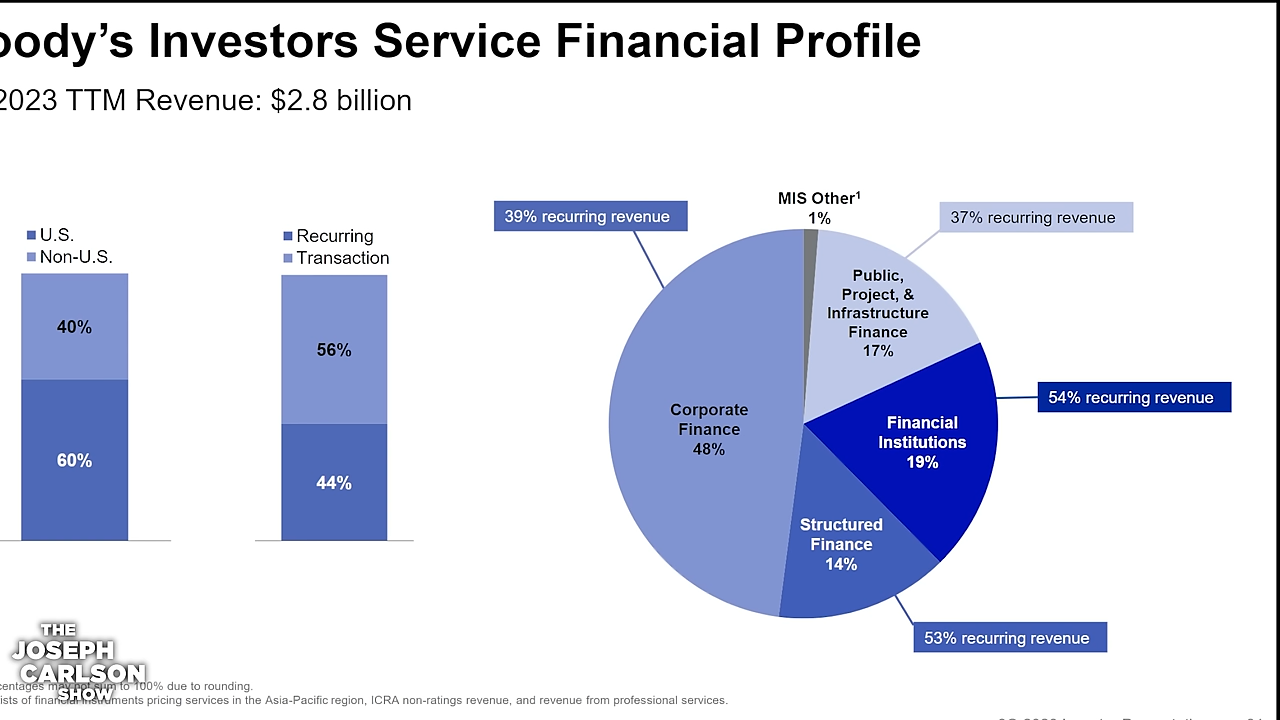 oody’s Investors Service Financial Profile
2023 TTM Revenue: $2.8 billion
U.S.
Non-U.S.
40%
60%
Recurring
Transaction
56%
44%
39% recurring revenue
MIS Other¹
1%
37% recurring revenue
Public,
Project, &
Infrastructure
Finance
17%
54% recurring revenue
Corporate
Finance
48%
Financial
Institutions
19%
Structured
Finance
14%
53% recurring revenue
THE
JOSEPH
CARLSON
SHOW
centages may not sum to 100% due to rounding.
ists of financial instruments pricing services in the Asia-Pacific region, ICRA non-ratings revenue, and revenue from professional services.